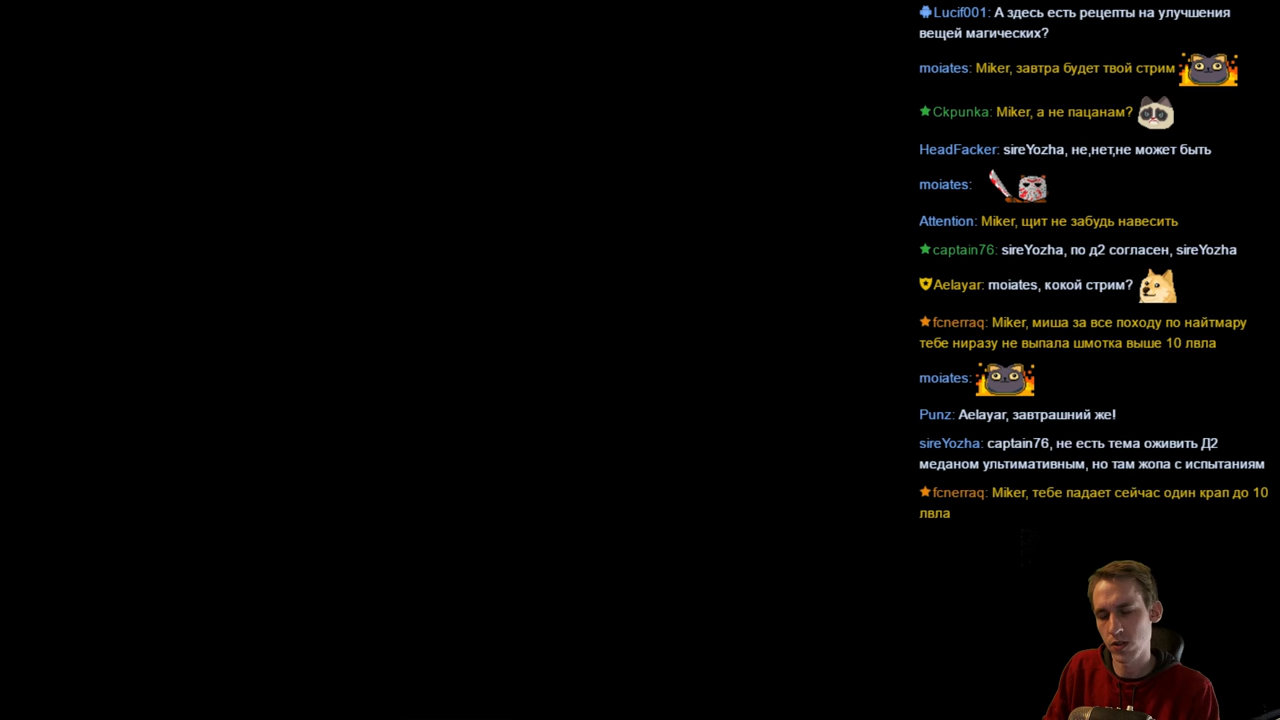 Lucif001: А здесь есть рецепты на улучшения
вещей магических?
moiates: Miker, завтра будет твой стрим
Ckpunka: Miker, а не пацанам?
HeadFacker: sireYozha, не,нет,не может быть
moiates:
Attention: Miker, щит не забудь навесить
captain76: sireYozha, по д2 согласен, sireYozha
Aelayar: moiates, кокой стрим?
fcnerraq: Miker, миша за все походу по найтмару
тебе ниразу не выпала шмотка выше 10 лвла
moiates:
Punz: Aelayar, завтрашний же!
sireYozha: captain76, не есть тема оживить Д2
меданом ультимативным, но там жопа с испытаниям
fcnerraq: Miker, тебе падает сейчас один крап до 10
лвла